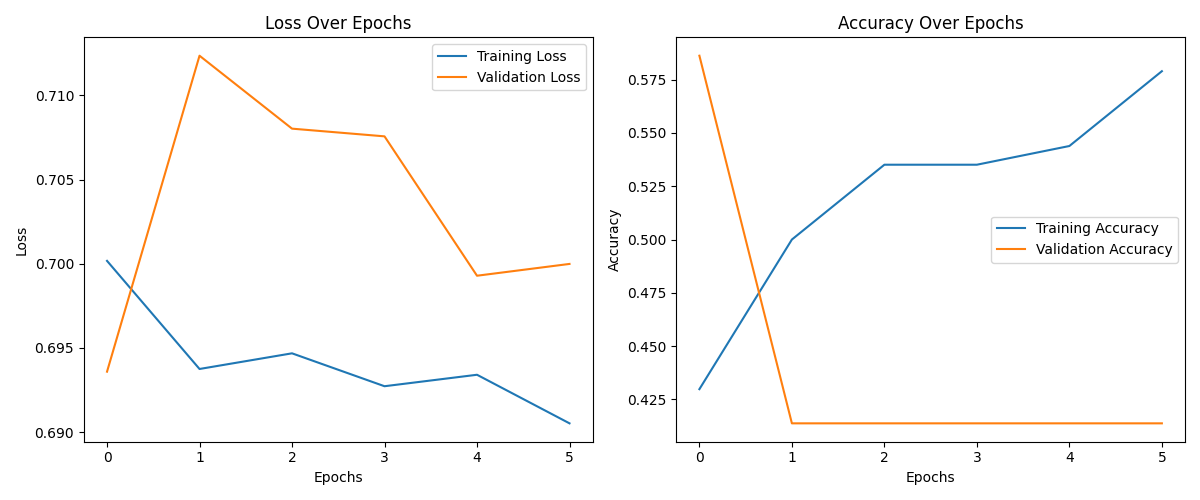 Loss Over Epochs
Training Loss
Validation Loss
0.710
0.705
0.700
0.695
0.690
Loss
0 1 2 3 4 5
Epochs
Accuracy Over Epochs
Training Accuracy
Validation Accuracy
0.575
0.550
0.525
0.500
0.475
0.450
0.425
Accuracy
0 1 2 3 4 5
Epochs